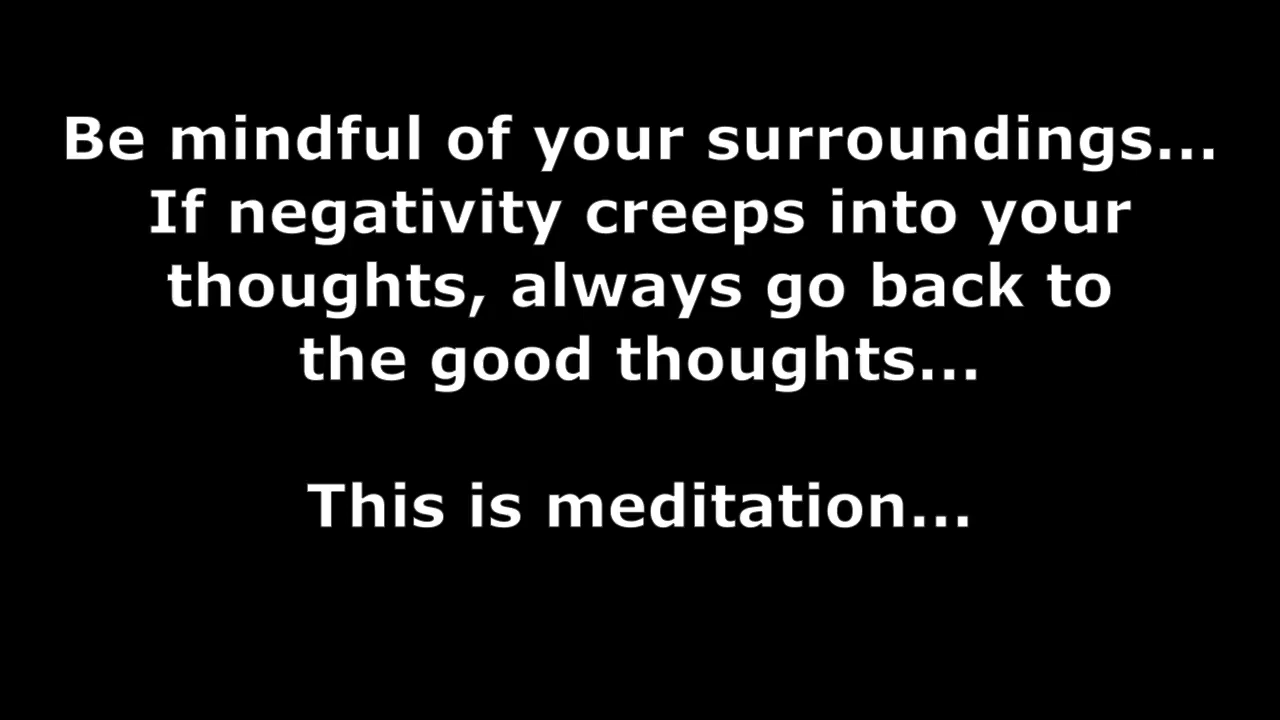 Be mindful of your surroundings...
If negativity creeps into your
thoughts, always go back to
the good thoughts...
This is meditation...